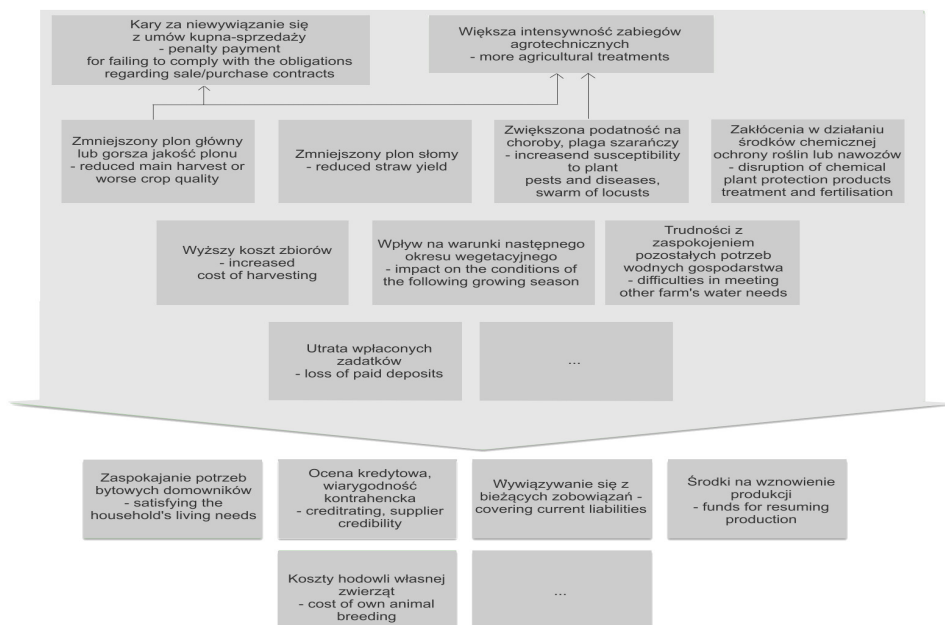 Kary za niewywiązanie się
z umów kupna-sprzedaży
- penalty payment
for failing to comply with the obligations
regarding sale/purchase contracts
Większa intensywność zabiegów
agrotechnicznych
- more agricultural treatments
Zmniejszony plon główny
lub gorsza jakość plonu
- reduced main harvest or
worse crop quality
Zmniejszony plon słomy
- reduced straw yield
Zwiększona podatność na
choroby, plaga szarańczy
- increasend susceptibility
to plant
pests and diseases,
swarm of locusts
Zakłócenia w działaniu
środków chemicznej
ochrony roślin lub nawozów
- disruption of chemical
plant protection products
treatment and fertilisation
Wyższy koszt zbiorów
- increased
cost of harvesting
Wpływ na warunki następnego
okresu wegetacyjnego
- impact on the conditions of
the following growing season
Trudności z
zaspokojeniem
pozostałych potrzeb
wodnych gospodarstwa
- difficulties in meeting
other farm's water needs
Utrata wpłaconych
zadatków
- loss of paid deposits
...
Zaspokajanie potrzeb
bytowych domowników
- satisfying the
household's living needs
Ocena kredytowa,
wiarygodność
kontrahencka
- creditrating, supplier
credibility
Wywiązywanie się z
bieżących zobowiązań -
covering current liabilities
Środki na wznowienie
produkcji
- funds for resuming
production
Koszty hodowli własnej
zwierząt
- cost of own animal
breeding
...